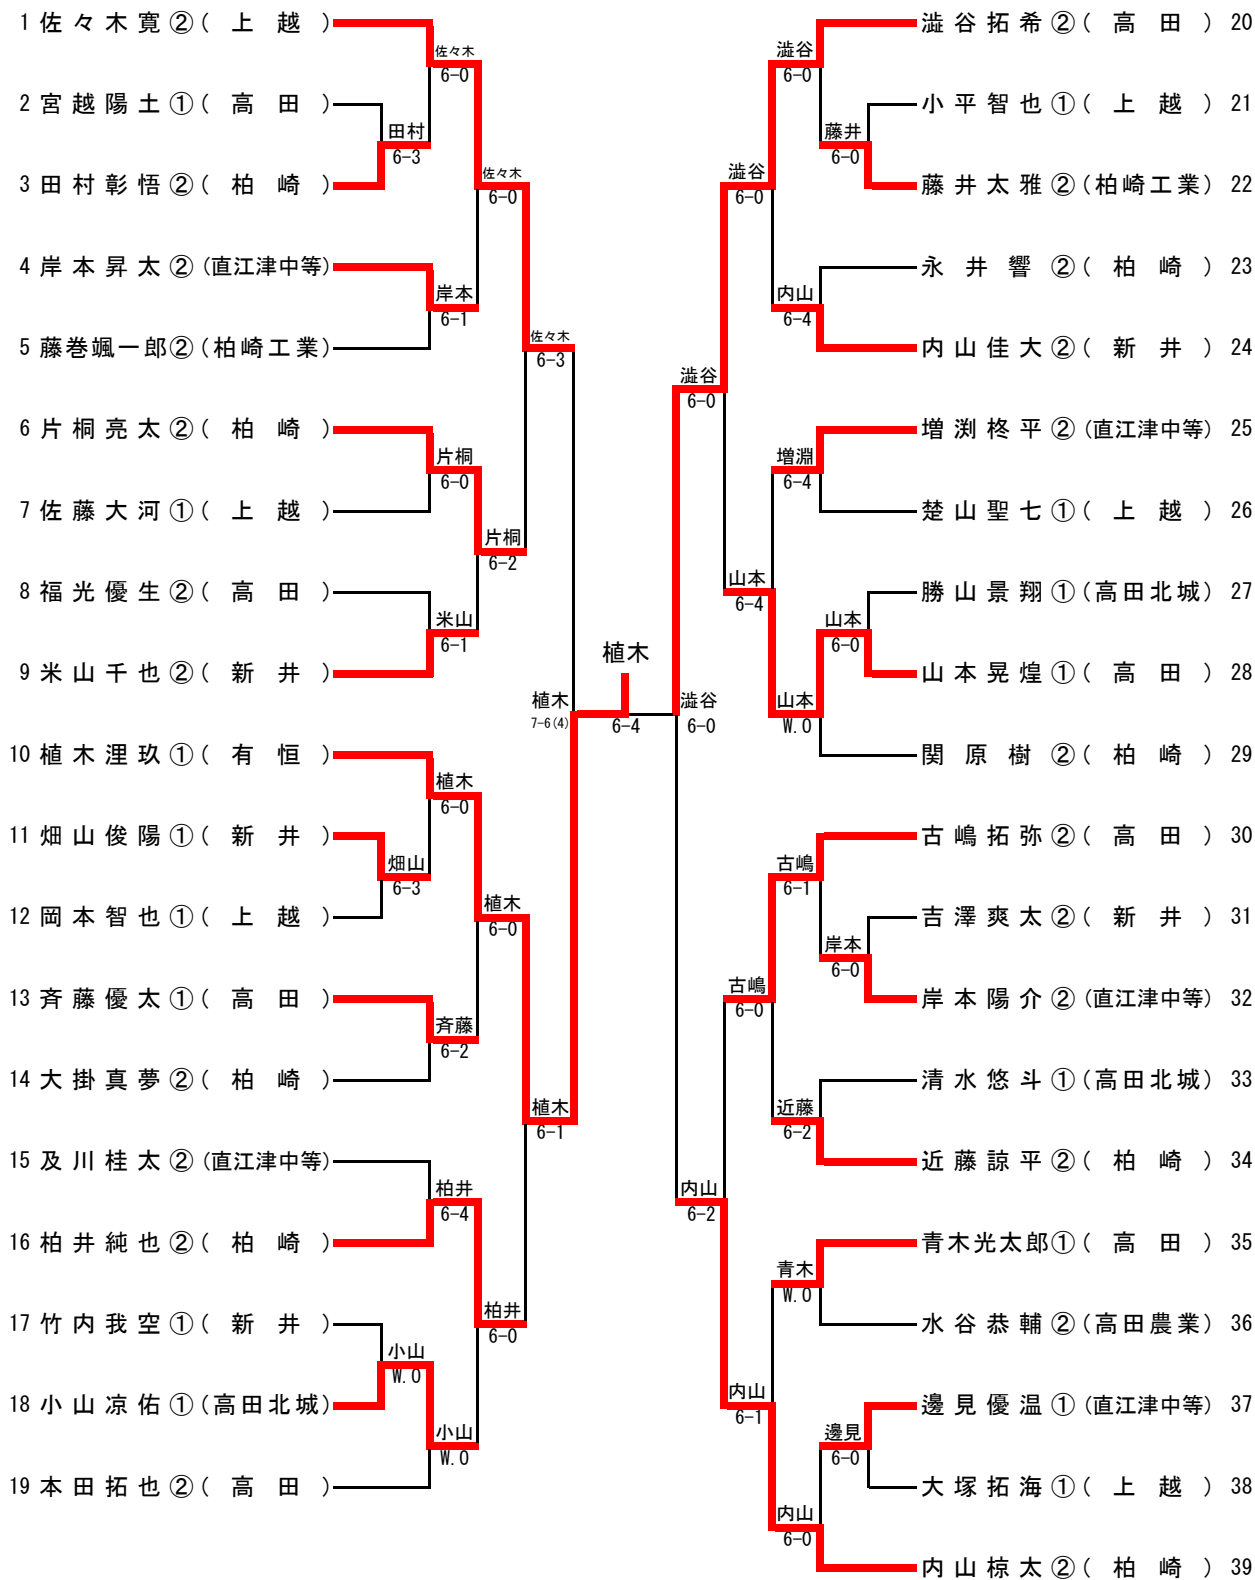 1 佐々木寛②( 上 越 )
佐々木
6-0
2 宮越陽土①( 高 田 )
田村
6-3
3 田村彰悟②( 柏 崎 )
佐々木
6-0
4 岸本昇太②(直江津中等)
岸本
6-1
5 藤巻颯一郎②(柏崎工業)
佐々木
6-3
6 片桐亮太②( 柏 崎 )
片桐
6-0
7 佐藤大河①( 上 越 )
片桐
6-2
8 福光優生②( 高 田 )
米山
6-1
9 米山千也②( 新 井 )
植木
7-6(4)
10 植木浬玖①( 有 恒 )
植木
6-0
11 畑山俊陽①( 新 井 )
畑山
6-3
12 岡本智也①( 上 越 )
植木
6-0
13 斉藤優太①( 高 田 )
斉藤
6-2
14 大掛真夢②( 柏 崎 )
植木
6-1
15 及川桂太②(直江津中等)
柏井
6-4
16 柏井純也②( 柏 崎 )
柏井
6-0
17 竹内我空①( 新 井 )
小山
W.O
18 小山凉佑①(高田北城)
小山
W.O
19 本田拓也②( 高 田 )
植木
6-4
澁谷拓希②( 高 田 ) 20
澁谷
6-0
小平智也①( 上 越 ) 21
藤井
6-0
藤井太雅②(柏崎工業) 22
澁谷
6-0
永井響②( 柏 崎 ) 23
内山
6-4
内山佳大②( 新 井 ) 24
澁谷
6-0
増渕柊平②(直江津中等) 25
増淵
6-4
楚山聖七①( 上 越 ) 26
山本
6-4
勝山景翔①(高田北城) 27
山本
6-0
山本晃煌①( 高 田 ) 28
山本
W.O
関原樹②( 柏 崎 ) 29
澁谷
6-0
古嶋拓弥②( 高 田 ) 30
古嶋
6-1
吉澤爽太②( 新 井 ) 31
岸本
6-0
岸本陽介②(直江津中等) 32
古嶋
6-0
清水悠斗①(高田北城) 33
近藤
6-2
近藤諒平②( 柏 崎 ) 34
内山
6-2
青木光太郎①( 高 田 ) 35
青木
W.O
水谷恭輔②(高田農業) 36
内山
6-1
邊見優温①(直江津中等) 37
邊見
6-0
大塚拓海①( 上 越 ) 38
内山
6-0
内山椋太②( 柏 崎 ) 39